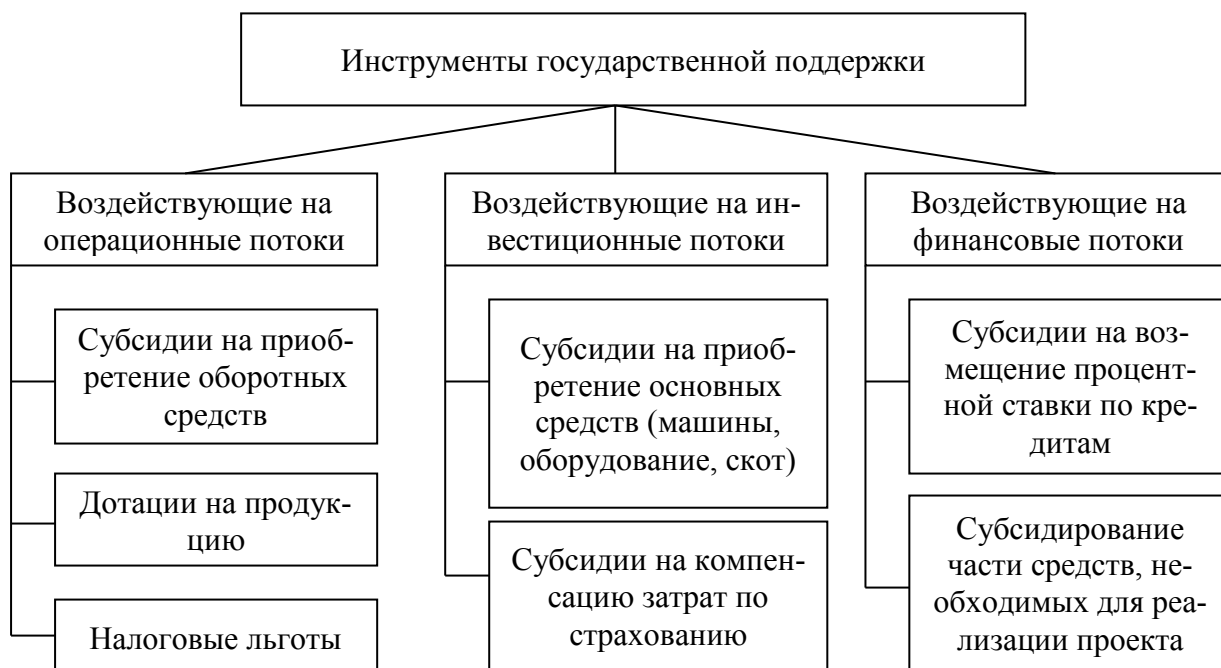 Инструменты государственной поддержки
Воздействующие на
операционные потоки
Субсидии на приоб-
ретение оборотных
средств
Дотации на продук-
цию
Налоговые льготы
Воздействующие на ин-
вестиционные потоки
Субсидии на приоб-
ретение основных
средств (машины,
оборудование, скот)
Субсидии на компен-
сацию затрат по
страхованию
Воздействующие на
финансовые потоки
Субсидии на воз-
мещение процент-
ной ставки по кре-
дитам
Субсидирование
части средств, не-
обходимых для реа-
лизации проекта